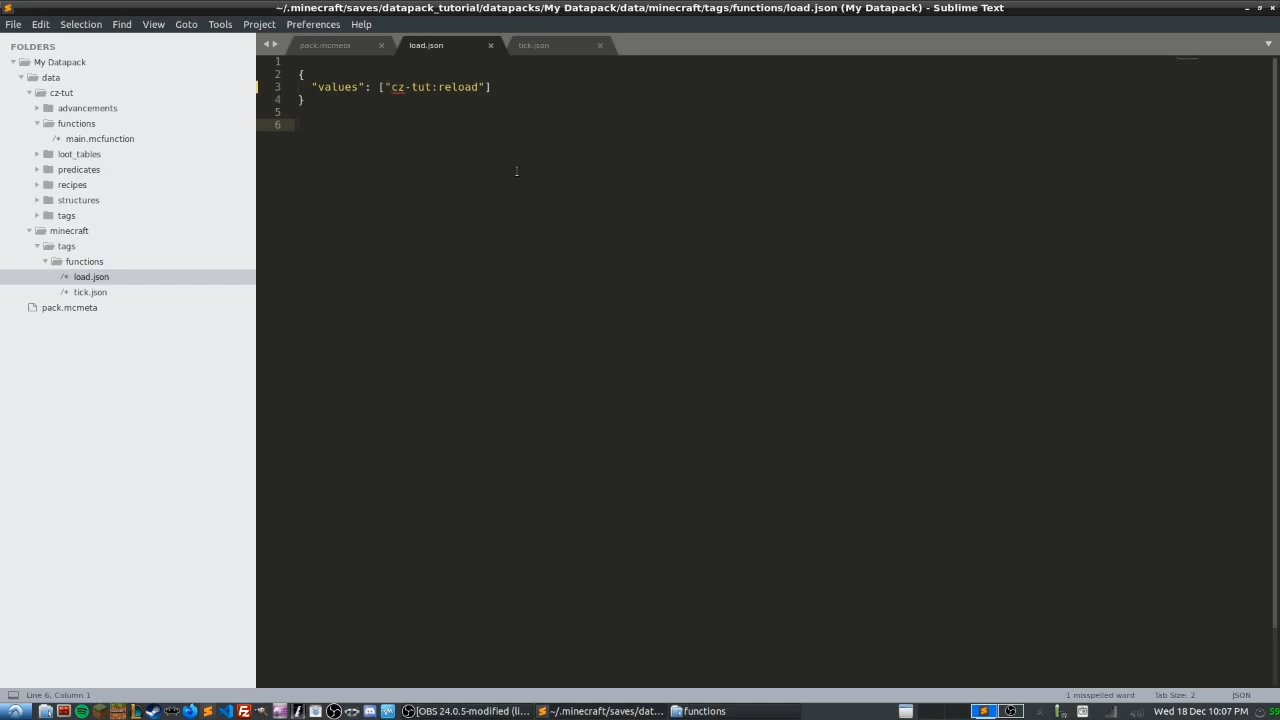 ~/.minecraft/saves/datapack_tutorial/datapacks/My Datapack/data/minecraft/tags/functions/load.json (My Datapack) - Sublime Text
File Edit Selection Find View Goto Tools Project Preferences Help
FOLDERS
My Datapack
data
cz-tut
advancements
functions
main.mcfunction
loot_tables
predicates
recipes
structures
tags
minecraft
tags
functions
load.json
tick.json
pack.mcmeta
pack.mcmeta load.json tick.json
1
2 {
3 "values": ["cz-tut:reload"]
4 }
5
6
Line 6, Column 1 1 misspelled word Tab Size: 2 JSON
[OBS 24.0.5-modified (li... ~/.minecraft/saves/dat... functions Wed 18 Dec 10:07 PM 59